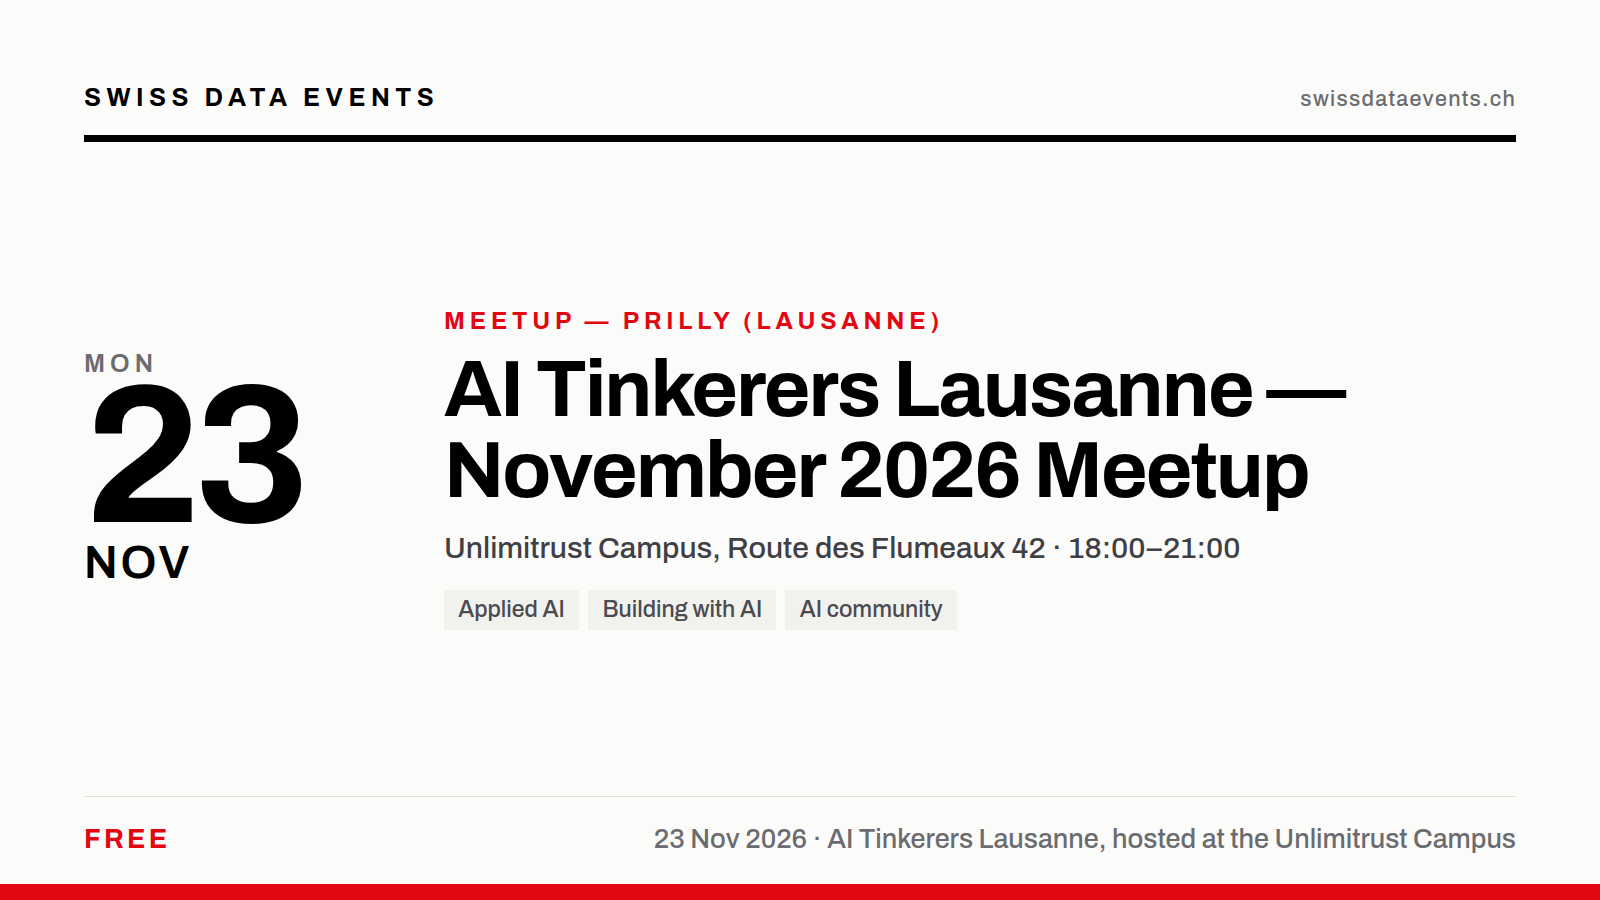 SWISS DATA EVENTS
swissdataevents.ch
MON
23
NOV
MEETUP — PRILLY (LAUSANNE)
AI Tinkerers Lausanne —
November 2026 Meetup
Unlimitrust Campus, Route des Flumeaux 42 · 18:00–21:00
Applied AI
Building with AI
AI community
FREE
23 Nov 2026 · AI Tinkerers Lausanne, hosted at the Unlimitrust Campus